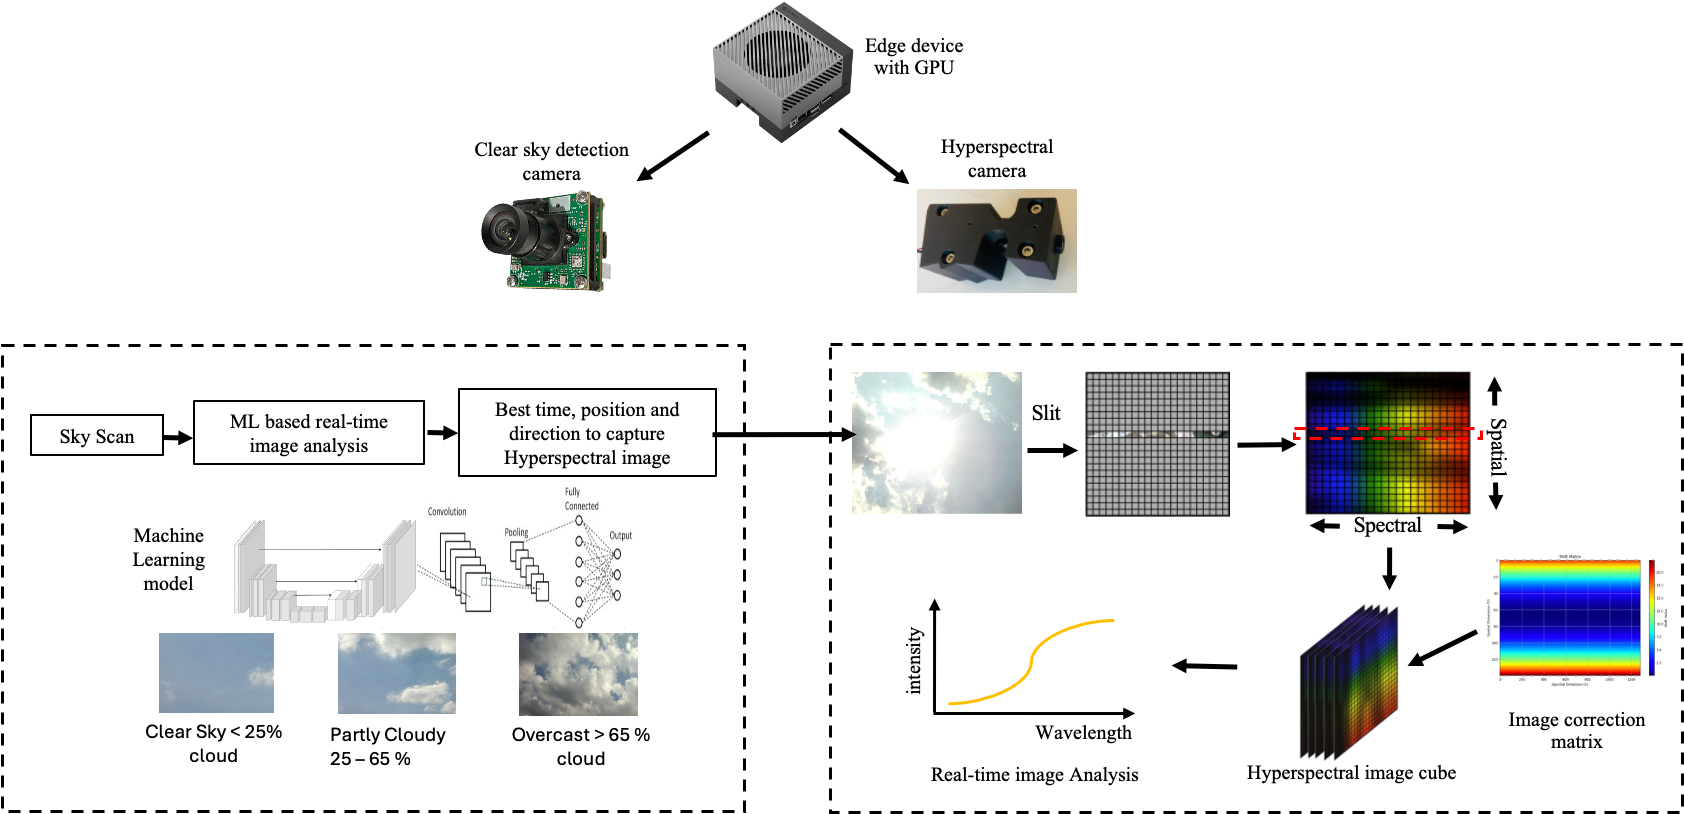 Edge device
with GPU
Clear sky detection
camera
Hyperspectral
camera
Sky Scan
ML based real-time
image analysis
Best time, position and
direction to capture
Hyperspectral image
Machine
Learning
model
Convolution
Pooling
Fully
Connected
Output
Clear Sky < 25%
cloud
Partly Cloudy
25 – 65 %
Overcast > 65 %
cloud
Slit
Spatial
Spectral
intensity
Wavelength
Real-time image Analysis
Hyperspectral image cube
Image correction
matrix